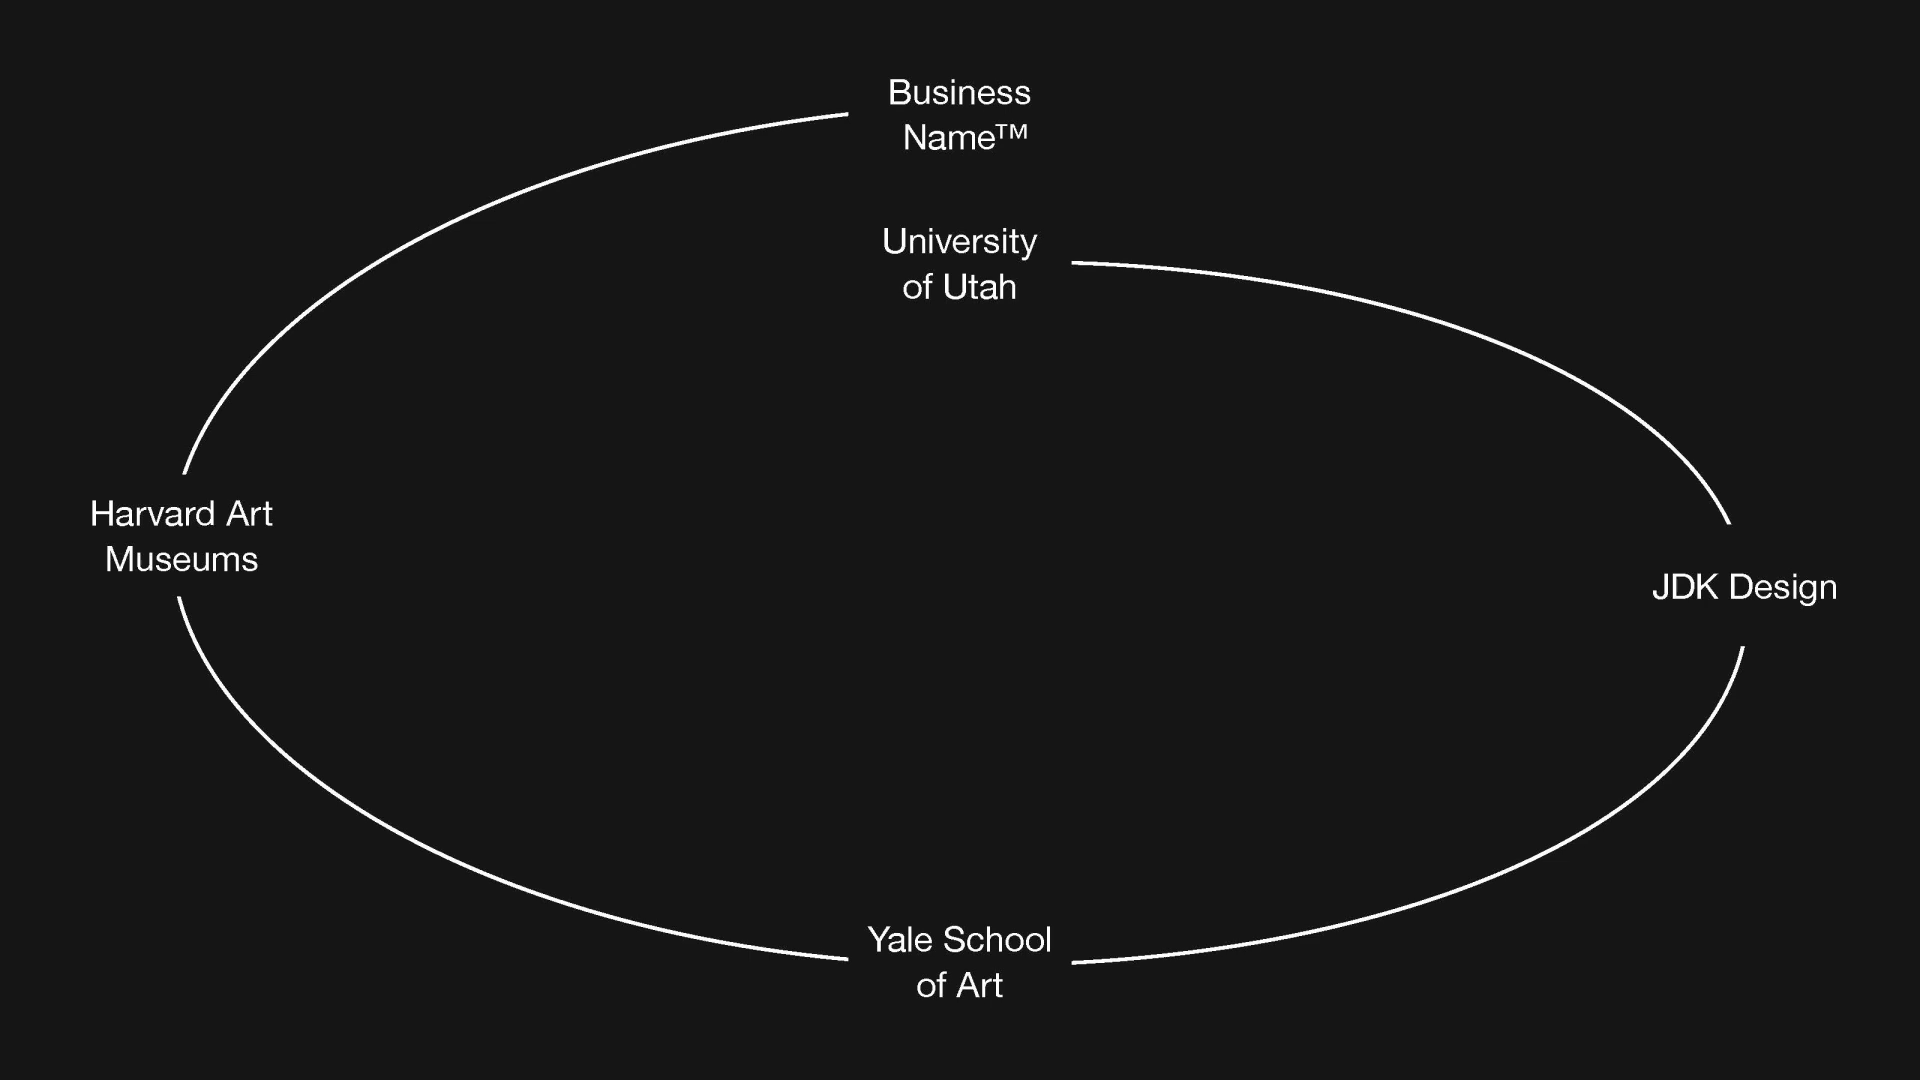 Business
Name™
University
of Utah
Harvard Art
Museums
JDK Design
Yale School
of Art